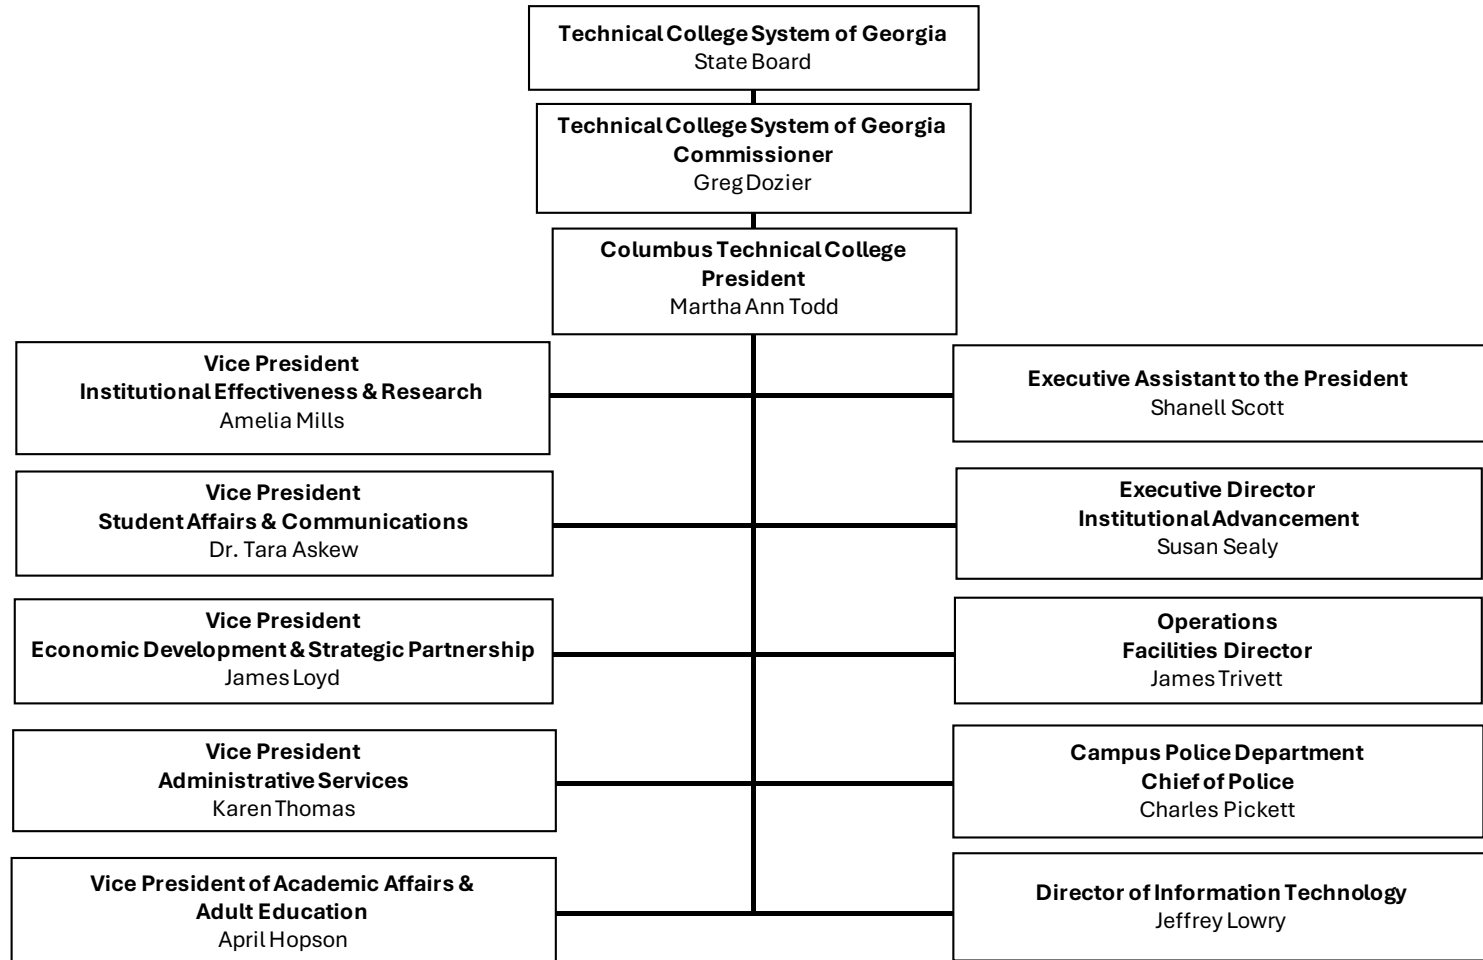 Technical College System of Georgia
State Board
Technical College System of Georgia
Commissioner
Greg Dozier
Columbus Technical College
President
Martha Ann Todd
Vice President
Institutional Effectiveness & Research
Amelia Mills
Executive Assistant to the President
Shanell Scott
Vice President
Student Affairs & Communications
Dr. Tara Askew
Executive Director
Institutional Advancement
Susan Sealy
Vice President
Economic Development & Strategic Partnership
James Loyd
Operations
Facilities Director
James Trivett
Vice President
Administrative Services
Karen Thomas
Campus Police Department
Chief of Police
Charles Pickett
Vice President of Academic Affairs &
Adult Education
April Hopson
Director of Information Technology
Jeffrey Lowry